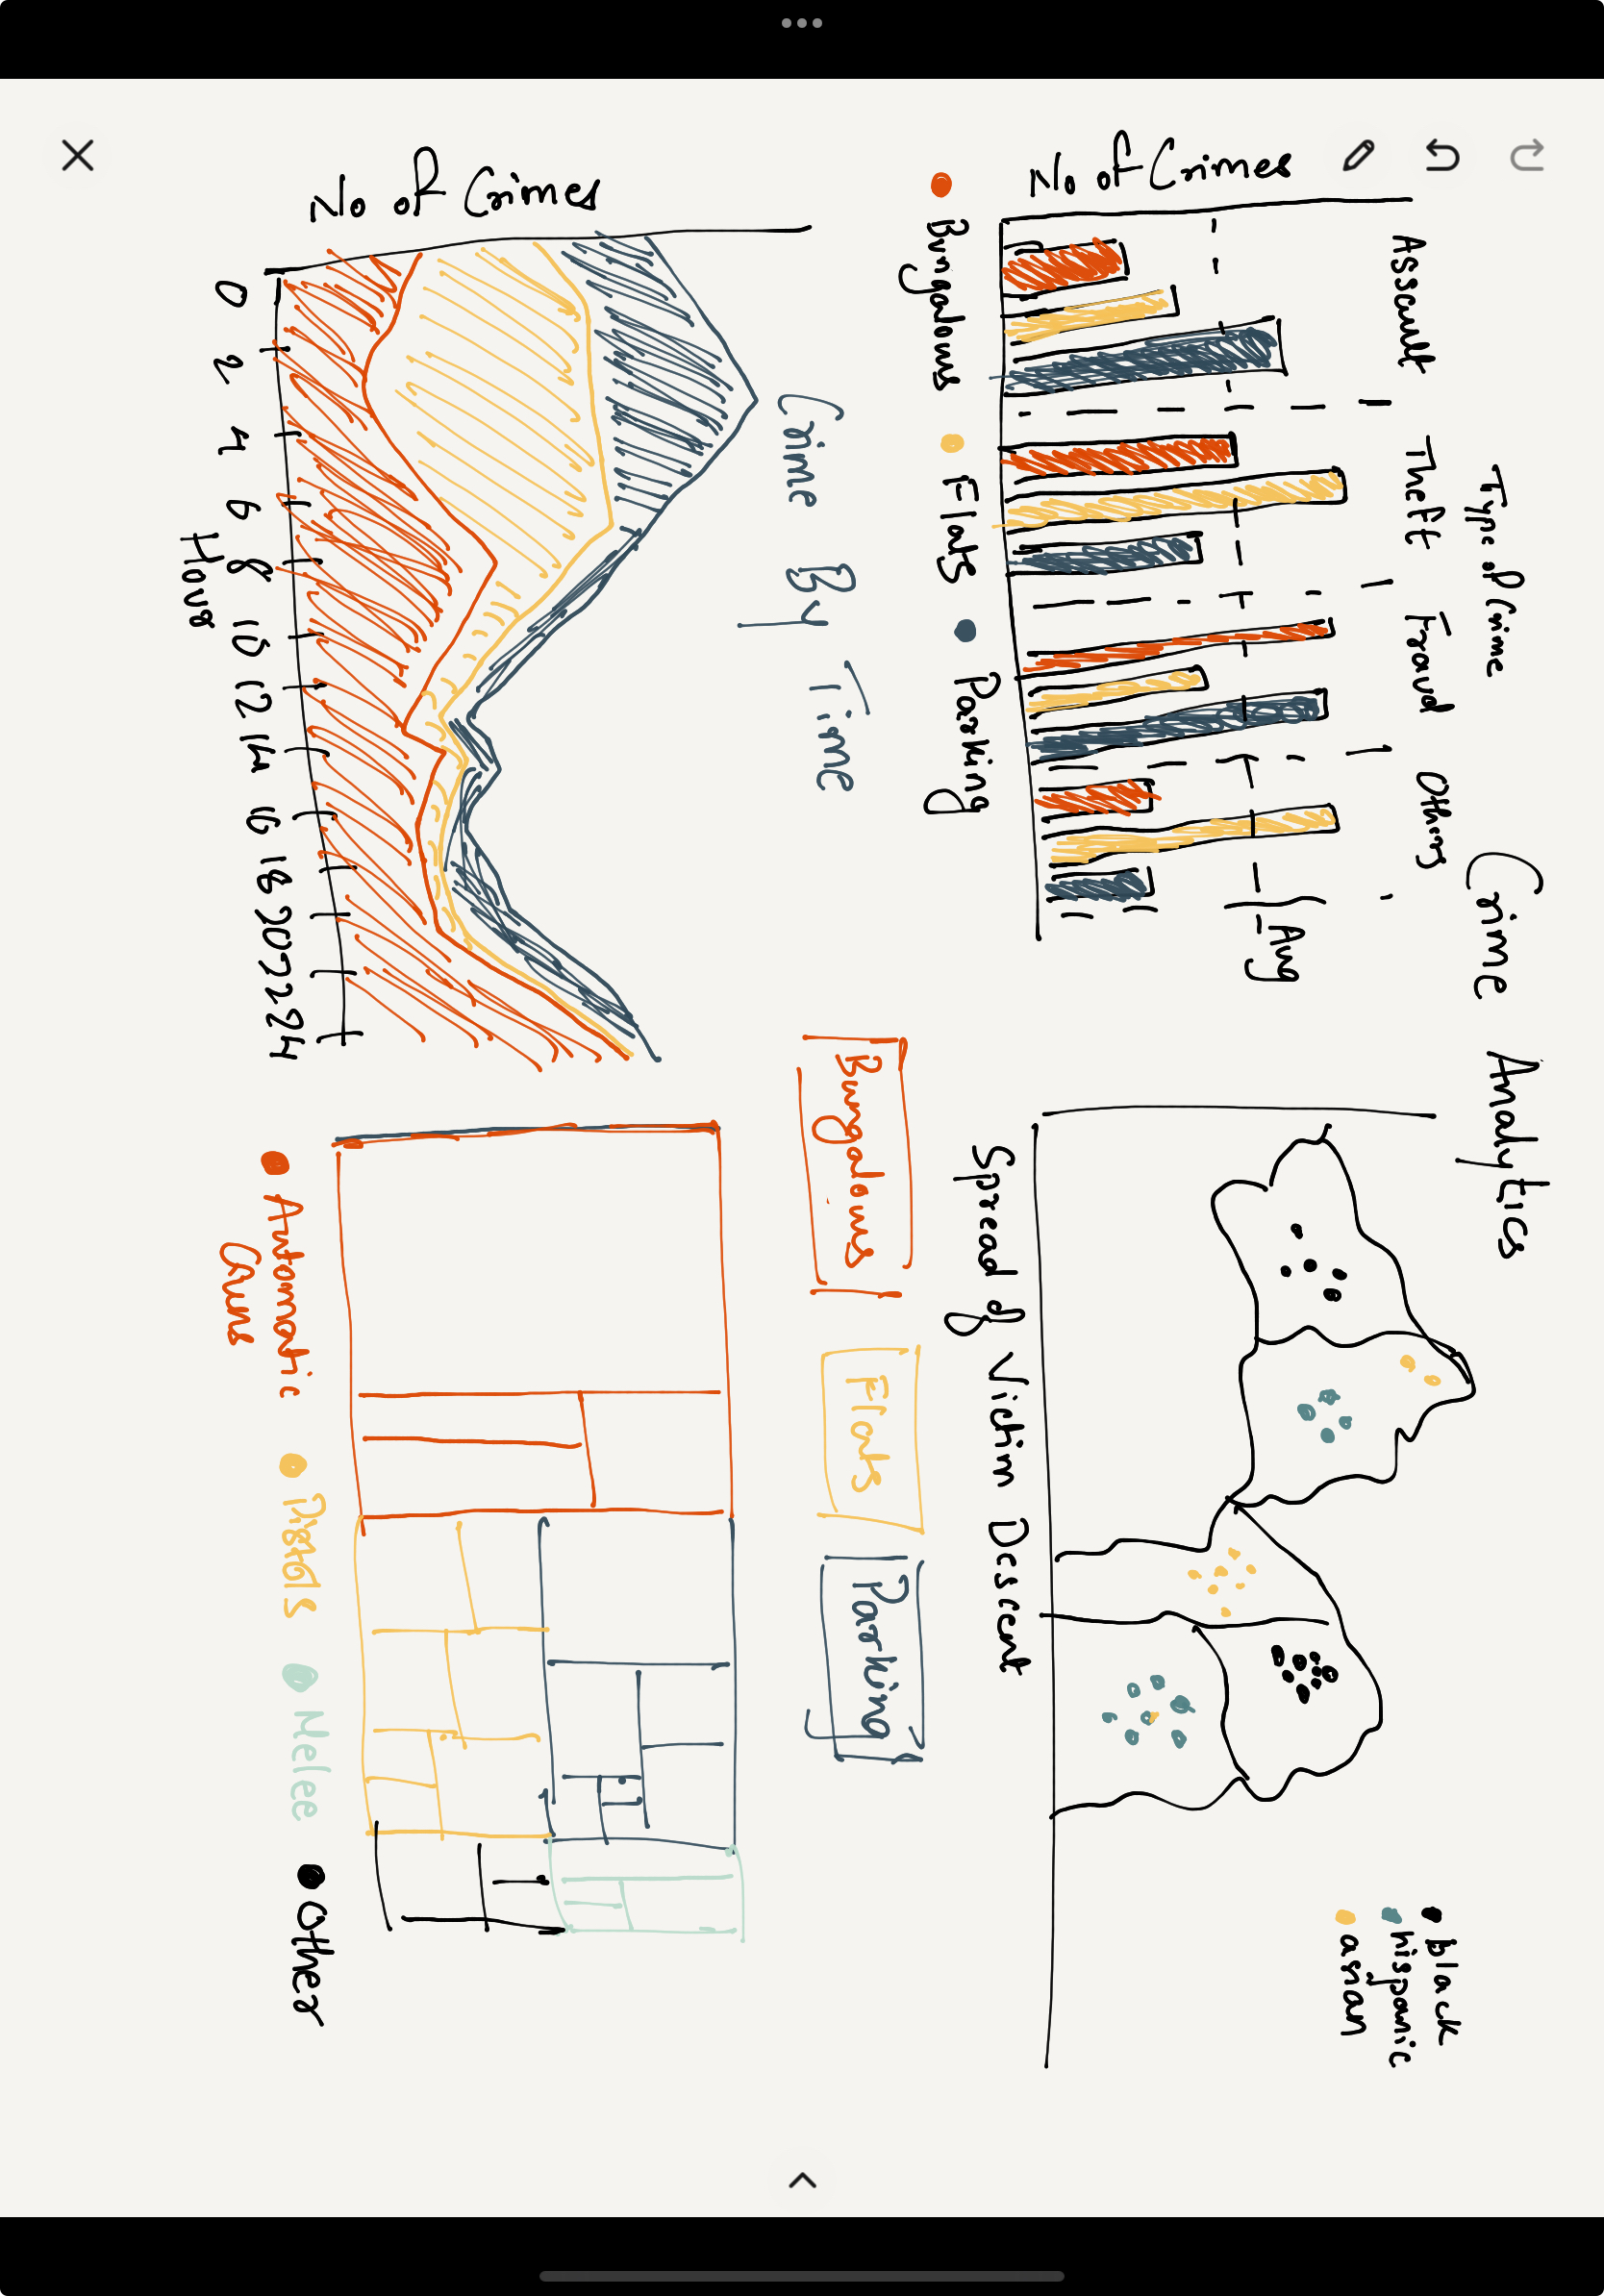 Crime Analytics
Type of Crime
Assault
Theft
Fraud
Others
No of Crimes
Avg
Bungalows
Flats
Parking
black
hispanic
asian
Spread of Victim Descent
Bungalows
Flats
Parking
Crime By Time
No of Crimes
0 2 4 6 8 10 12 14 16 18 20 22 24
Hour
Automatic
Guns
Pistols
Melee
Other